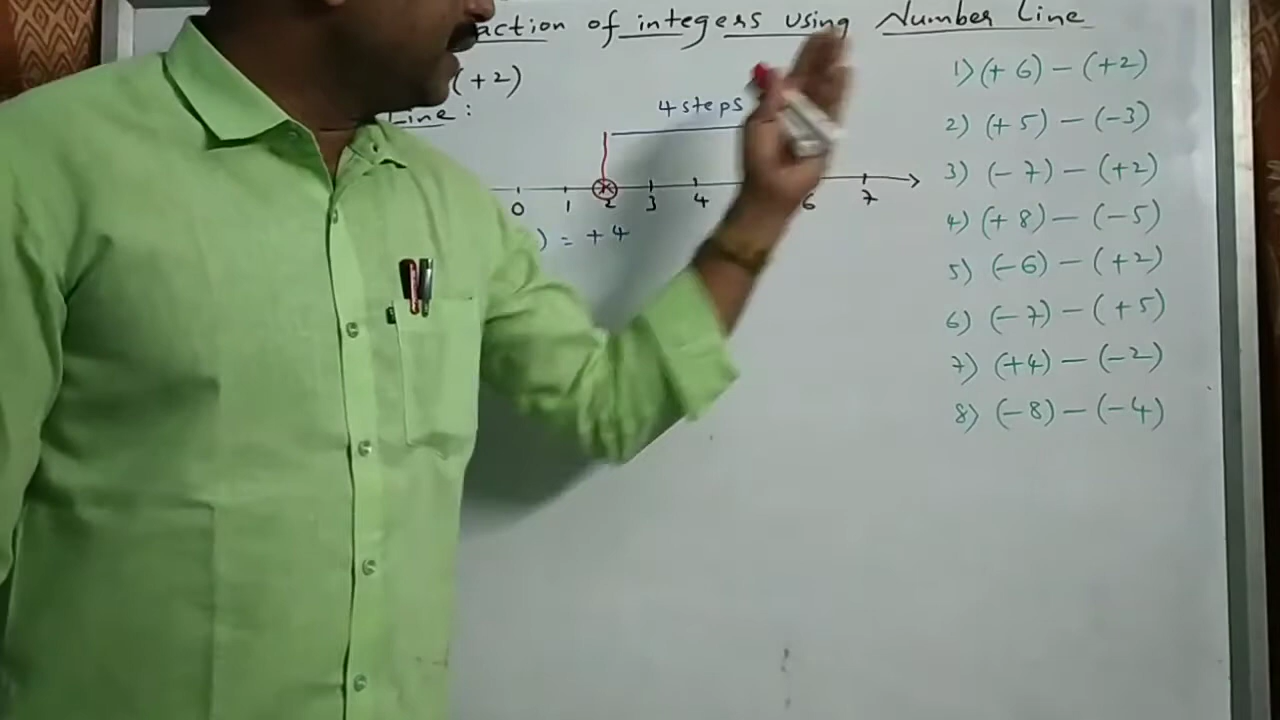 action of integers using Number Line
(+2)
Line :
4 steps
0 1 2 3 4 6 7
) = +4
1) (+ 6) - (+2)
2) (+ 5) - (-3)
3) (- 7) - (+2)
4) (+ 8) - (-5)
5) (-6) - (+2)
6) (-7) - (+5)
7) (+4) - (-2)
8) (-8) - (-4)